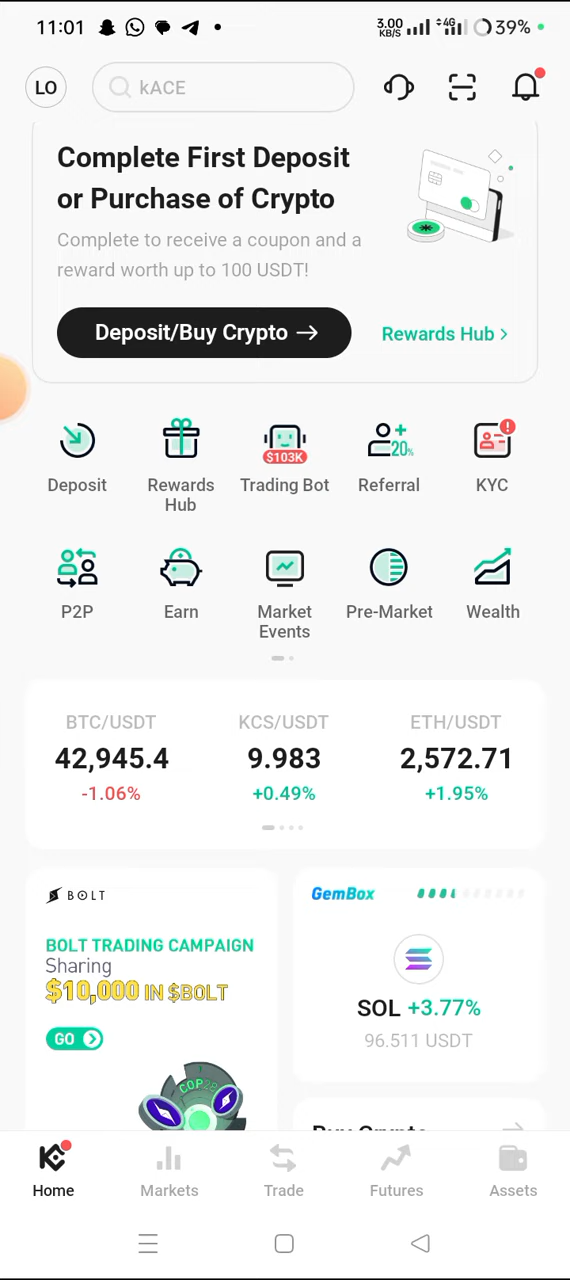 11:01
3.00 KB/S 4G 39%
LO
kACE
Complete First Deposit
or Purchase of Crypto
Complete to receive a coupon and a
reward worth up to 100 USDT!
Deposit/Buy Crypto
Rewards Hub
$103K
20%
Deposit
Rewards
Hub
Trading Bot
Referral
KYC
P2P
Earn
Market
Events
Pre-Market
Wealth
BTC/USDT KCS/USDT ETH/USDT
42,945.4 9.983 2,572.71
-1.06% +0.49% +1.95%
BOLT
BOLT TRADING CAMPAIGN
Sharing
$10,000 IN $BOLT
GO
COP28
GemBox
SOL +3.77%
96.511 USDT
Buy Crypto
Home Markets Trade Futures Assets